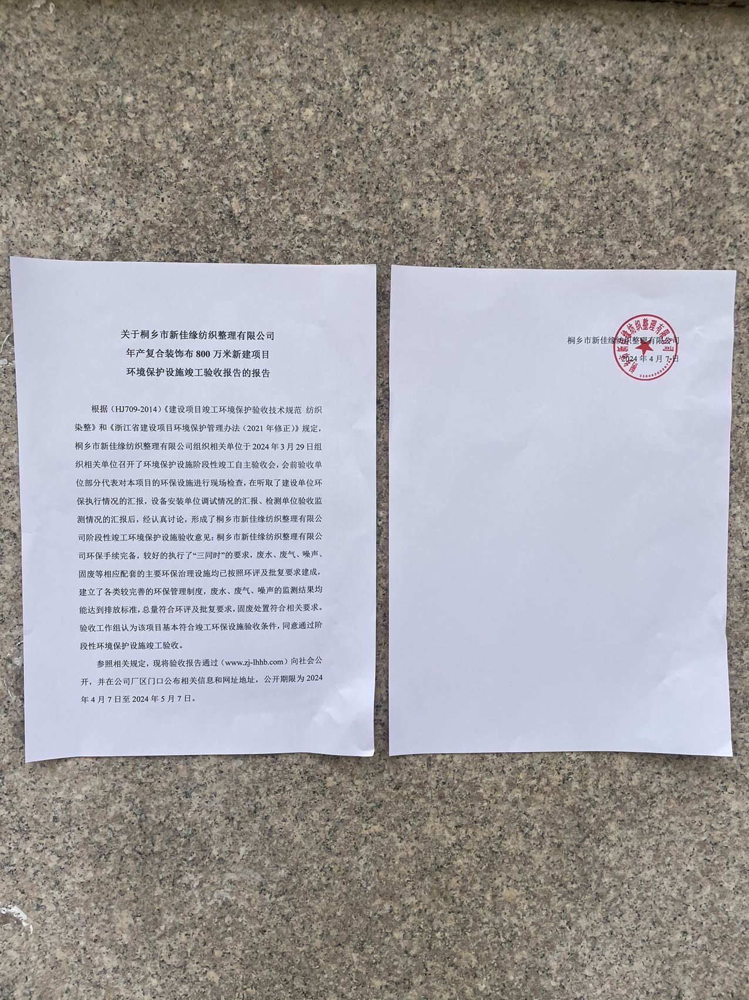 关于桐乡市新佳缘纺织整理有限公司
年产复合装饰布 800 万米新建项目
环境保护设施竣工验收报告的报告
根据（HJ709-2014）《建设项目竣工环境保护验收技术规范 纺织
染整》和《浙江省建设项目环境保护管理办法（2021 年修正）》规定，
桐乡市新佳缘纺织整理有限公司组织相关单位于 2024 年 3 月 29 日组
织相关单位召开了环境保护设施阶段性竣工自主验收会，会前验收单
位部分代表对本项目的环保设施进行现场检查，在听取了建设单位环
保执行情况的汇报，设备安装单位调试情况的汇报、检测单位验收监
测情况的汇报后，经认真讨论，形成了桐乡市新佳缘纺织整理有限公
司阶段性竣工环境保护设施验收意见：桐乡市新佳缘纺织整理有限公
司环保手续完备，较好的执行了“三同时”的要求，废水、废气、噪声、
固废等相应配套的主要环保治理设施均已按照环评及批复要求建成，
建立了各类较完善的环保管理制度，废水、废气、噪声的监测结果均
能达到排放标准，总量符合环评及批复要求，固废处置符合相关要求。
验收工作组认为该项目基本符合竣工环保设施验收条件，同意通过阶
段性环境保护设施竣工验收。
参照相关规定，现将验收报告通过（www.zj-lhhb.com）向社会公
开，并在公司厂区门口公布相关信息和网址地址，公开期限为 2024
年 4 月 7 日至 2024 年 5 月 7 日。
桐乡市新佳缘纺织整理有限公司
2024 年 4 月 7 日
桐乡市新佳缘纺织整理有限公司